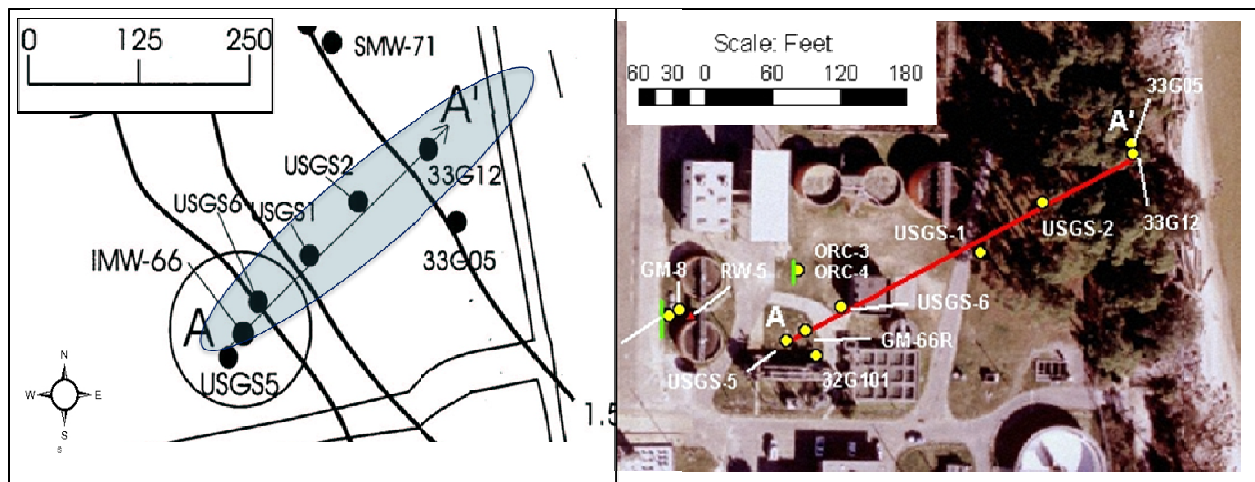 0 125 250
SMW-71
A'
USGS2
33G12
USGS6
USGS1
IMW-66
33G05
A
USGS5
1.5
N
W E
S
s
Scale: Feet
60 30 0 60 120 180
33G05
A'
USGS-1
USGS-2
33G12
ORC-3
GM-8
RW-5
ORC-4
A
USGS-6
GM-66R
USGS-5
32G101